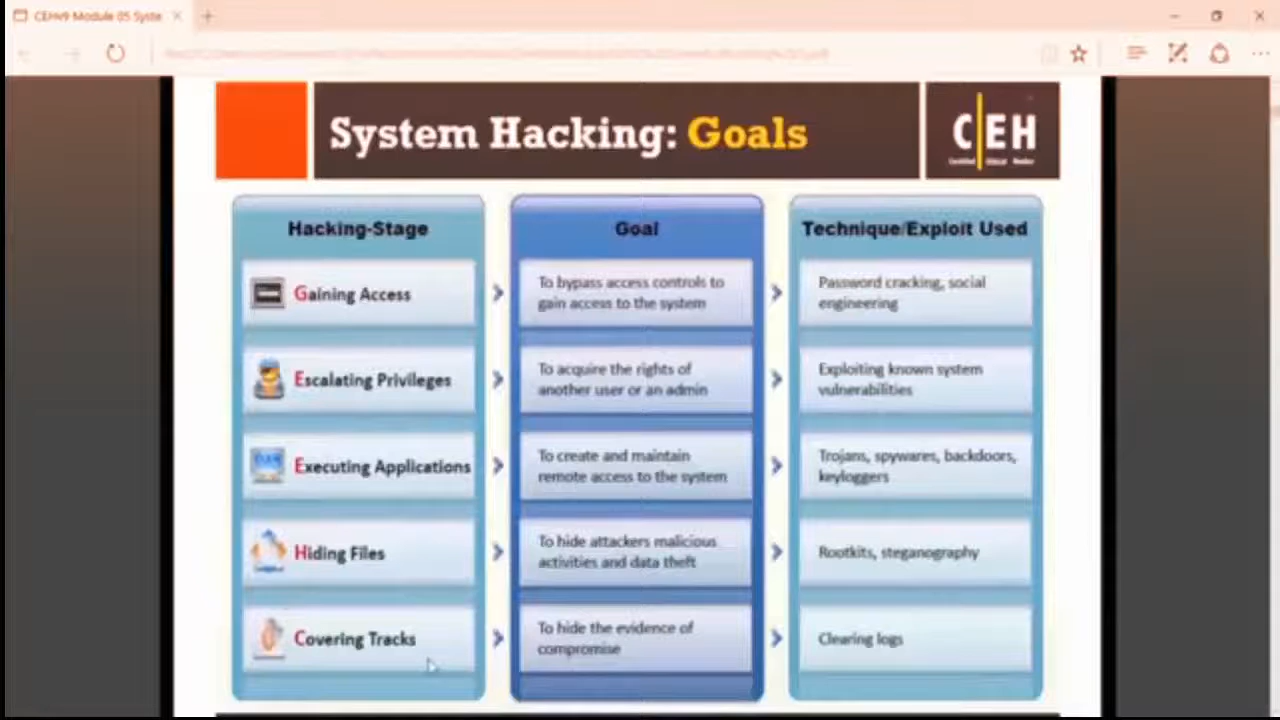 CEHv9 Module 05 Syste
System Hacking: Goals
C|EH
Certified Ethical Hacker
Hacking-Stage
Goal
Technique/Exploit Used
Gaining Access
To bypass access controls to
gain access to the system
Password cracking, social
engineering
Escalating Privileges
To acquire the rights of
another user or an admin
Exploiting known system
vulnerabilities
Executing Applications
To create and maintain
remote access to the system
Trojans, spywares, backdoors,
keyloggers
Hiding Files
To hide attackers malicious
activities and data theft
Rootkits, steganography
Covering Tracks
To hide the evidence of
compromise
Clearing logs